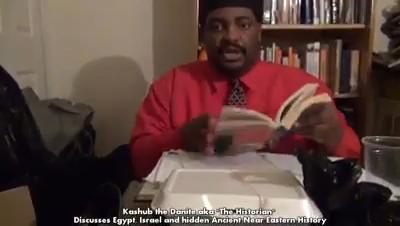 Kashub the Danite aka "The Historian"
Discusses Egypt, Israel and hidden Ancient Near Eastern History